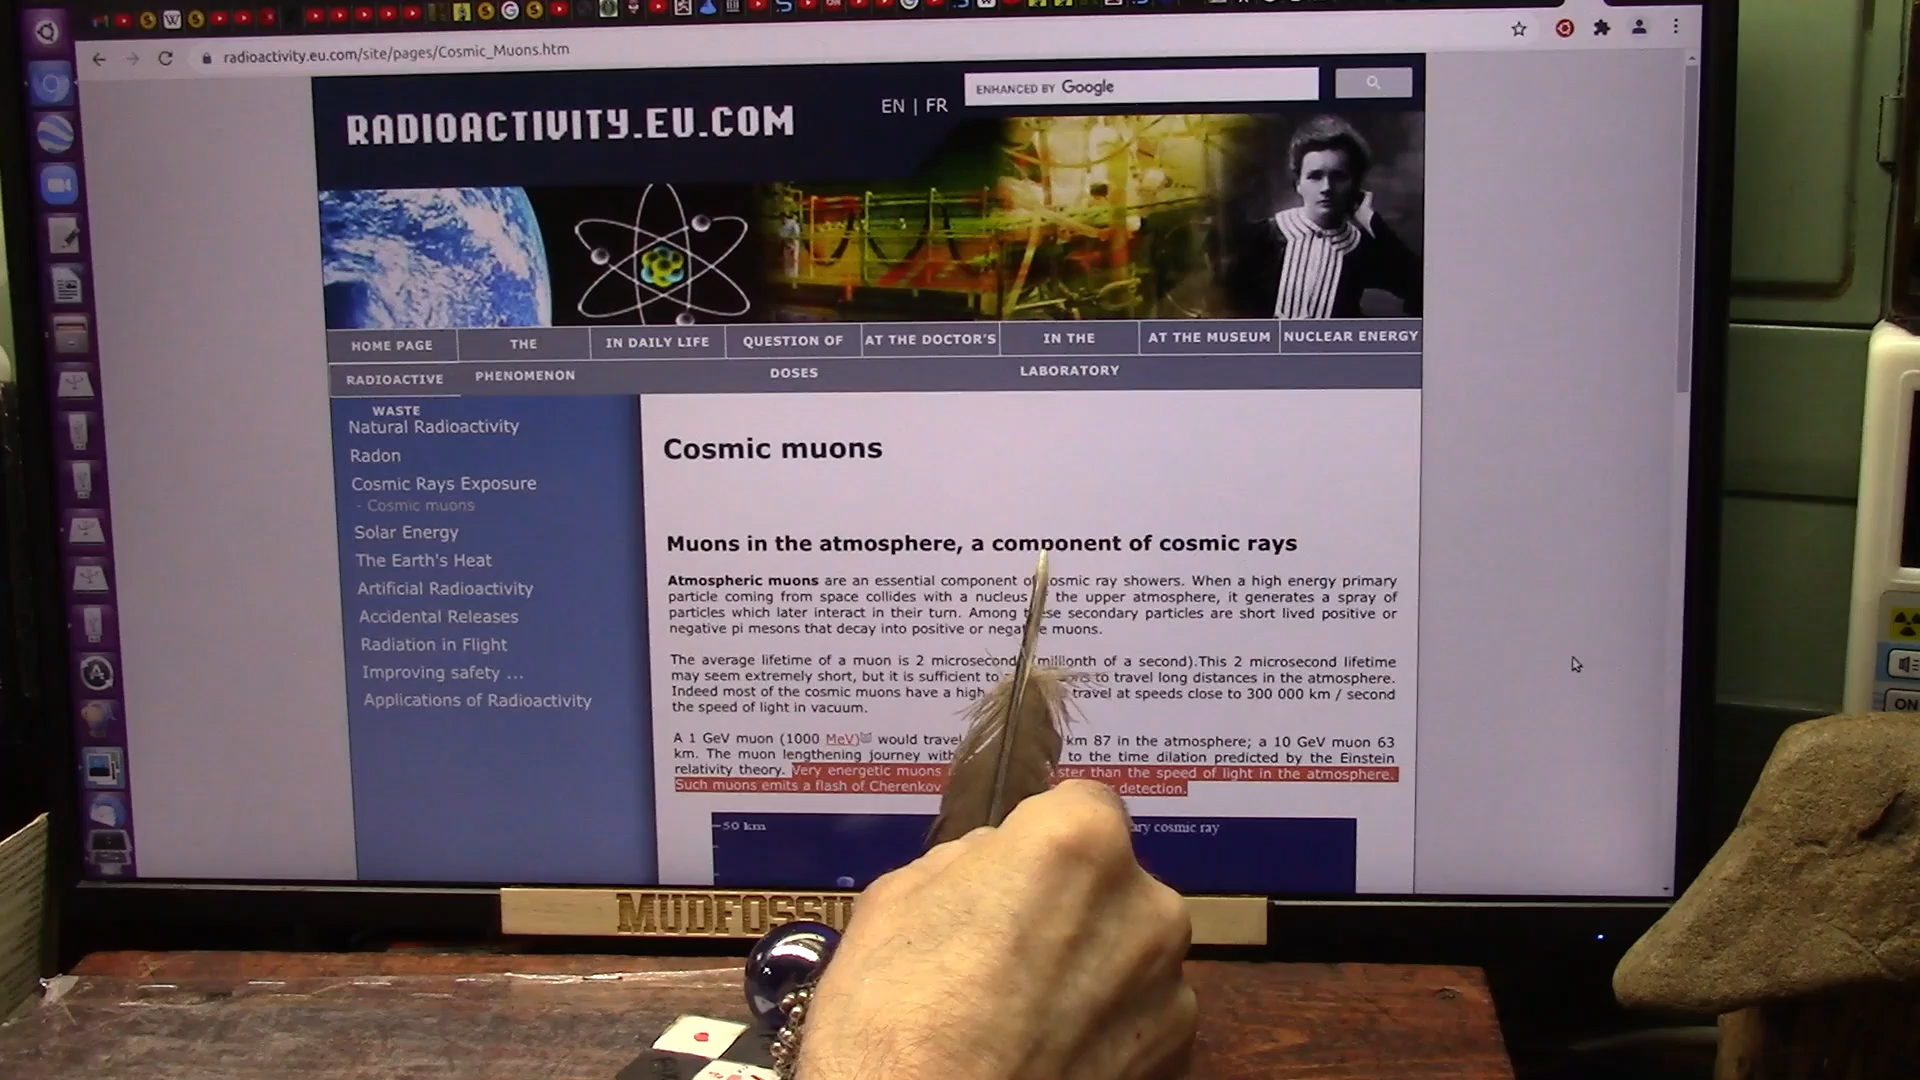 radioactivity.eu.com/site/pages/Cosmic_Muons.htm
RADIOACTIVITY.EU.COM
EN | FR
ENHANCED BY Google
HOME PAGE
THE PHENOMENON
IN DAILY LIFE
QUESTION OF DOSES
AT THE DOCTOR'S
IN THE LABORATORY
AT THE MUSEUM
NUCLEAR ENERGY
RADIOACTIVE WASTE
Natural Radioactivity
Radon
Cosmic Rays Exposure
- Cosmic muons
Solar Energy
The Earth's Heat
Artificial Radioactivity
Accidental Releases
Radiation in Flight
Improving safety ...
Applications of Radioactivity
Cosmic muons
Muons in the atmosphere, a component of cosmic rays
Atmospheric muons are an essential component cosmic ray showers. When a high energy primary
particle coming from space collides with a nucleus the upper atmosphere, it generates a spray of
particles which later interact in their turn. Among these secondary particles are short lived positive or
negative pi mesons that decay into positive or negative muons.
The average lifetime of a muon is 2 microsecond (millionth of a second).This 2 microsecond lifetime
may seem extremely short, but it is sufficient to to travel long distances in the atmosphere.
Indeed most of the cosmic muons have a high travel at speeds close to 300 000 km / second
the speed of light in vacuum.
A 1 GeV muon (1000 MeV) would travel km 87 in the atmosphere; a 10 GeV muon 63
km. The muon lengthening journey to the time dilation predicted by the Einstein
relativity theory. Very energetic muons than the speed of light in the atmosphere.
Such muons emits a flash of Cherenkov detection.
50 km
cosmic ray
MUDFOSSIL
ON